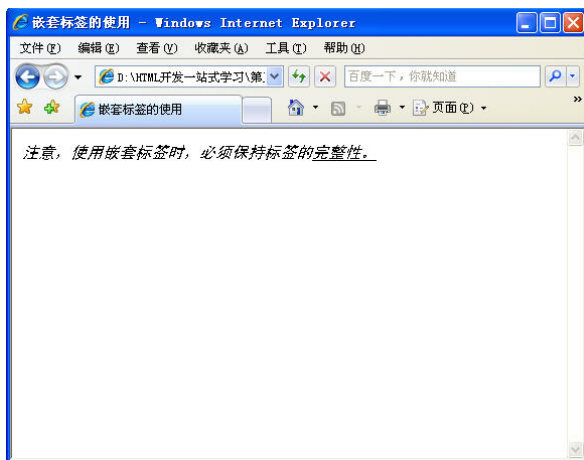 嵌套标签的使用 - Windows Internet Explorer
文件(F) 编辑(E) 查看(V) 收藏夹(A) 工具(T) 帮助(H)
D:\HTML开发一站式学习\第 百度一下，你就知道
嵌套标签的使用 页面(P) »
注意，使用嵌套标签时，必须保持标签的完整性。